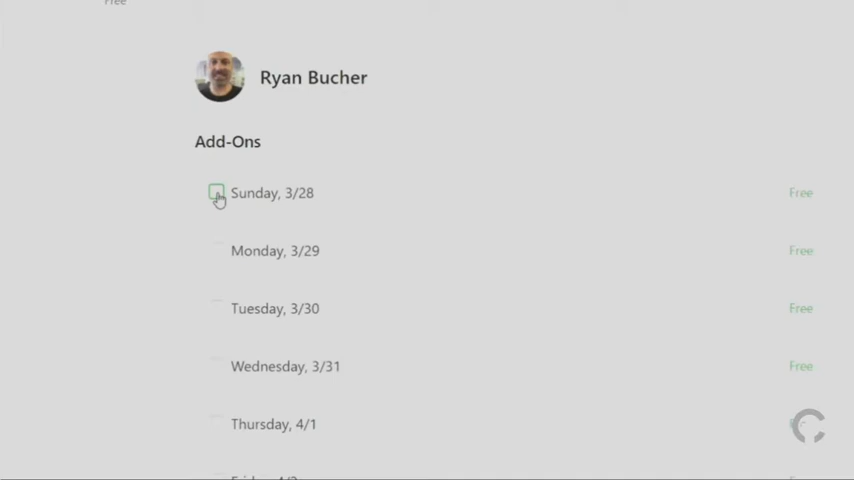 Free
Ryan Bucher
Add-Ons
Sunday, 3/28 Free
Monday, 3/29 Free
Tuesday, 3/30 Free
Wednesday, 3/31 Free
Thursday, 4/1